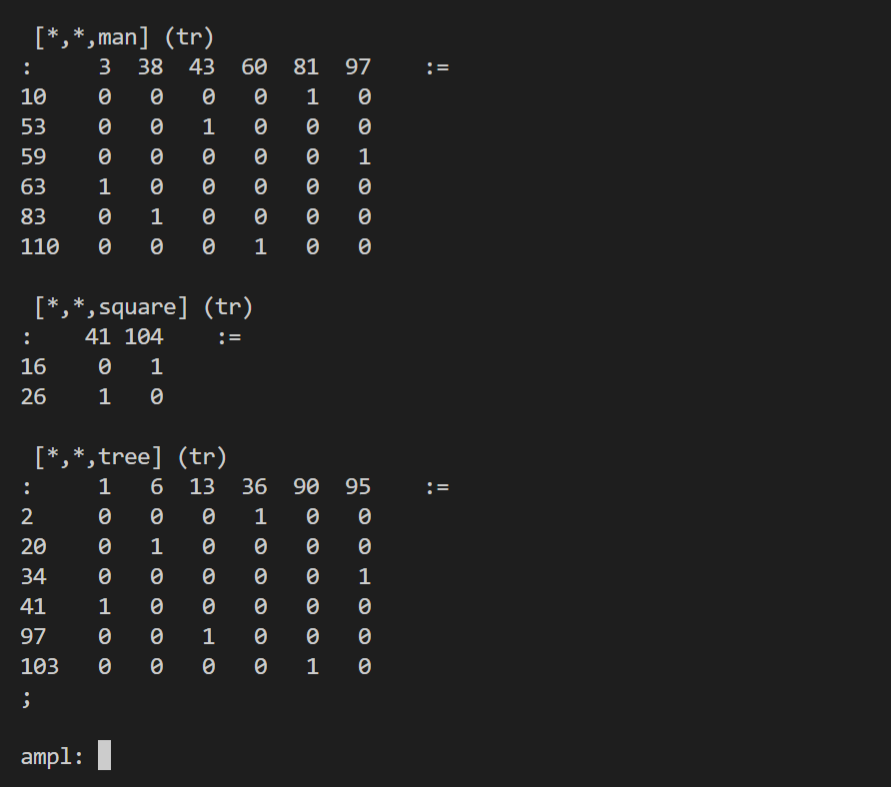 [*,*,man] (tr)
:     3  38  43  60  81  97    :=
10    0   0   0   0   1   0
53    0   0   1   0   0   0
59    0   0   0   0   0   1
63    1   0   0   0   0   0
83    0   1   0   0   0   0
110   0   0   0   1   0   0
[*,*,square] (tr)
:    41 104    :=
16    0   1
26    1   0
[*,*,tree] (tr)
:     1   6  13  36  90  95    :=
2     0   0   0   1   0   0
20    0   1   0   0   0   0
34    0   0   0   0   0   1
41    1   0   0   0   0   0
97    0   0   1   0   0   0
103   0   0   0   0   1   0
;
ampl: